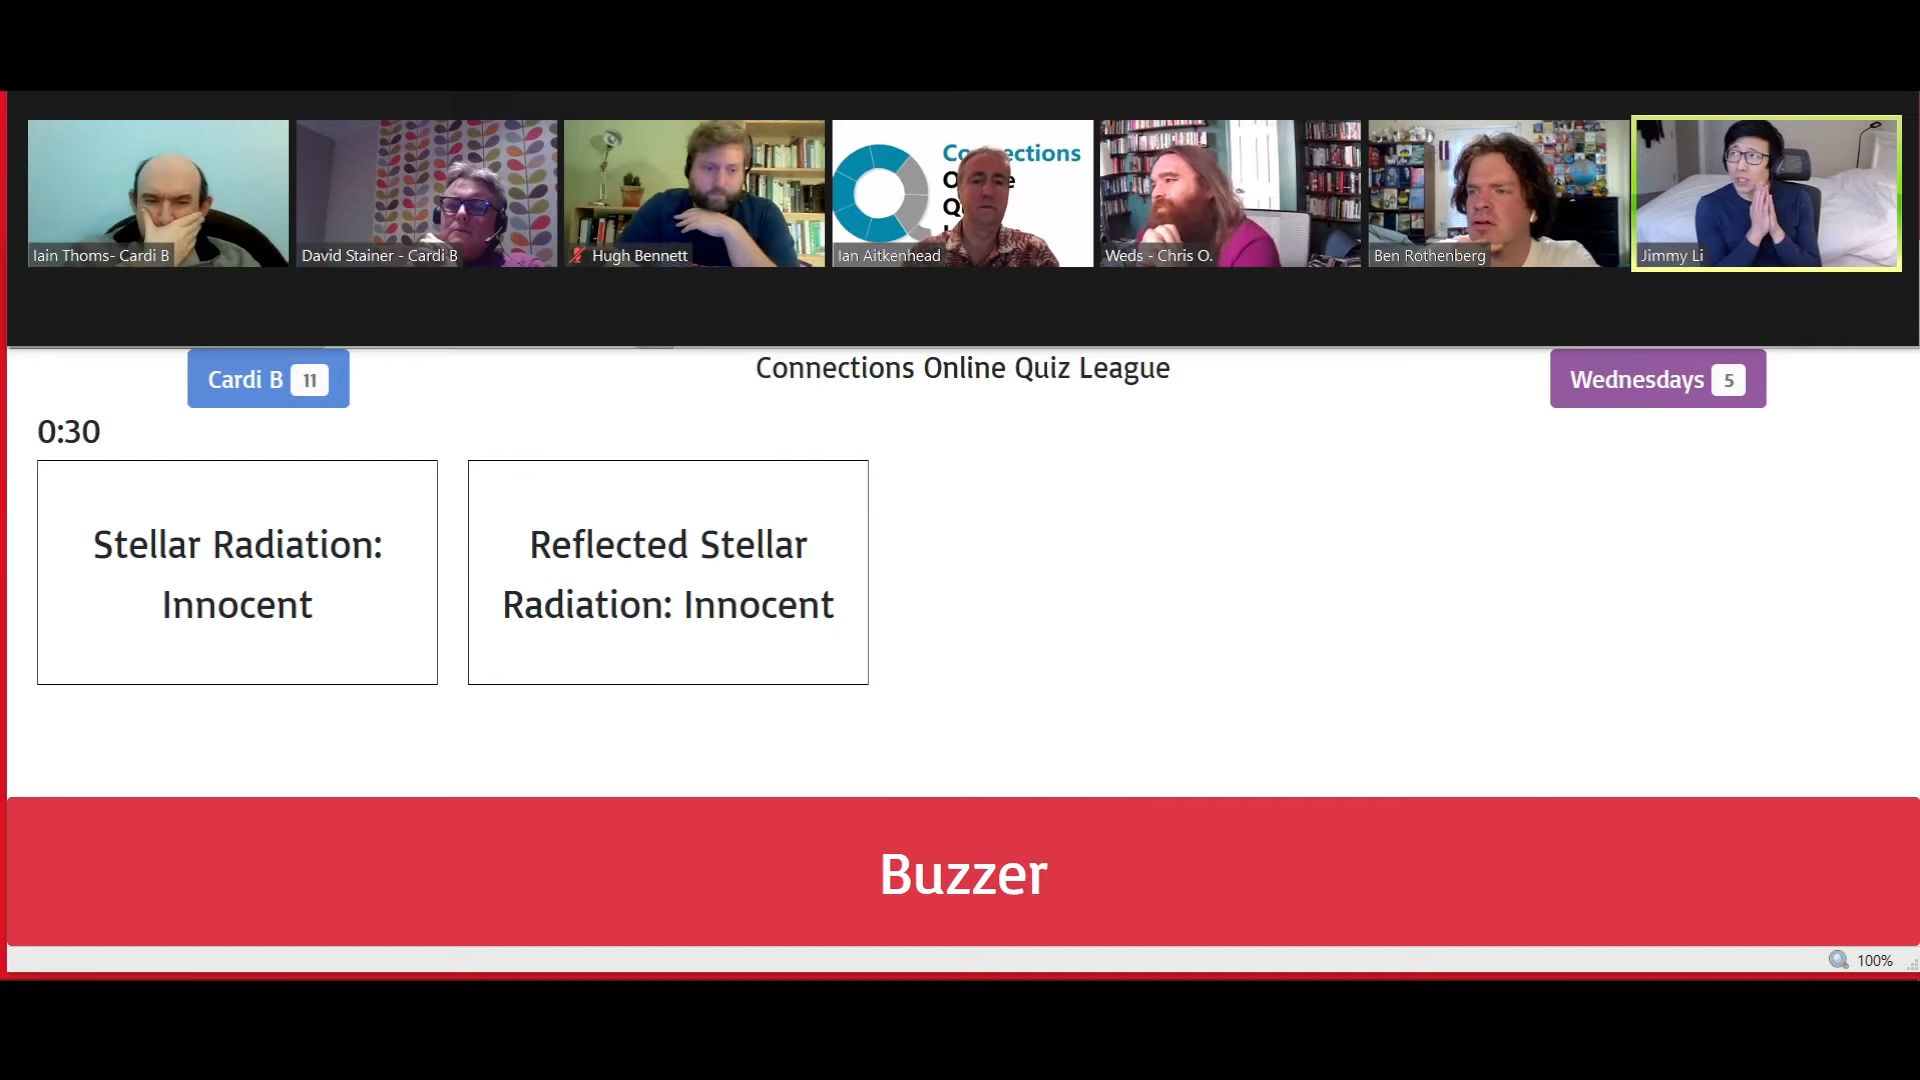 Connections
Iain Thoms- Cardi B
David Stainer - Cardi B
Hugh Bennett
Ian Aitkenhead
Weds - Chris O.
Ben Rothenberg
Jimmy Li
Cardi B 11
Connections Online Quiz League
Wednesdays 5
0:30
Stellar Radiation:
Innocent
Reflected Stellar
Radiation: Innocent
Buzzer
100%